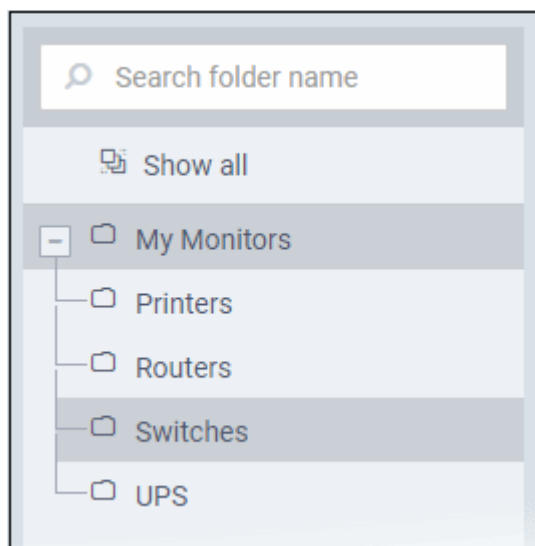 Search folder name
Show all
My Monitors
Printers
Routers
Switches
UPS